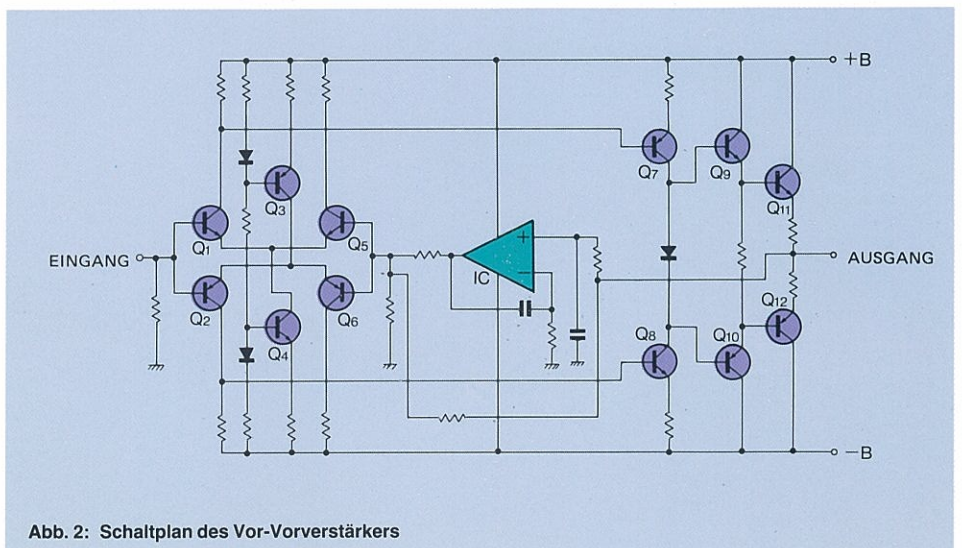 +B
Q3
Q7
Q9
Q11
Q1
Q5
EINGANG
+
−
IC
AUSGANG
Q2
Q6
Q4
Q8
Q10
Q12
−B
Abb. 2: Schaltplan des Vor-Vorverstärkers